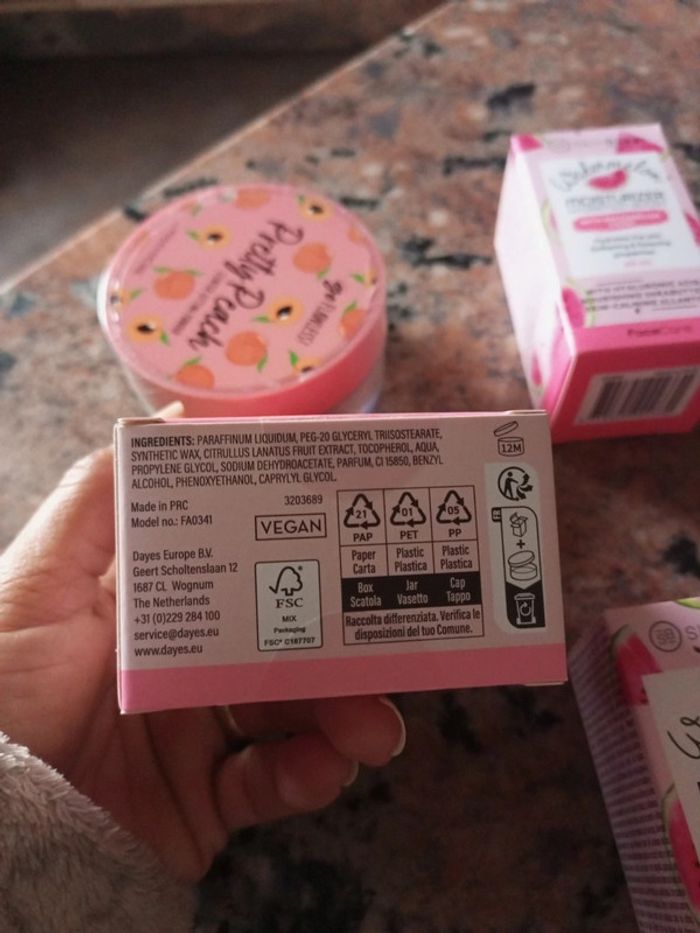 Pretty Peach
Watermelon
MOISTURIZER
INGREDIENTS: PARAFFINUM LIQUIDUM, PEG-20 GLYCERYL TRIISOSTEARATE,
SYNTHETIC WAX, CITRULLUS LANATUS FRUIT EXTRACT, TOCOPHEROL, AQUA,
PROPYLENE GLYCOL, SODIUM DEHYDROACETATE, PARFUM, CI 15850, BENZYL
ALCOHOL, PHENOXYETHANOL, CAPRYLYL GLYCOL.
12M
Made in PRC
3203689
Model no.: FA0341
VEGAN
21
01
05
PAP
PET
PP
FR
Dayes Europe B.V.
Geert Scholtenslaan 12
1687 CL Wognum
The Netherlands
+31 (0)229 284 100
service@dayes.eu
www.dayes.eu
FSC
MIX
Packaging
FSC® C167707
Paper
Carta
Plastic
Plastica
Plastic
Plastica
Box
Scatola
Jar
Vasetto
Cap
Tappo
Raccolta differenziata. Verifica le
disposizioni del tuo Comune.
+